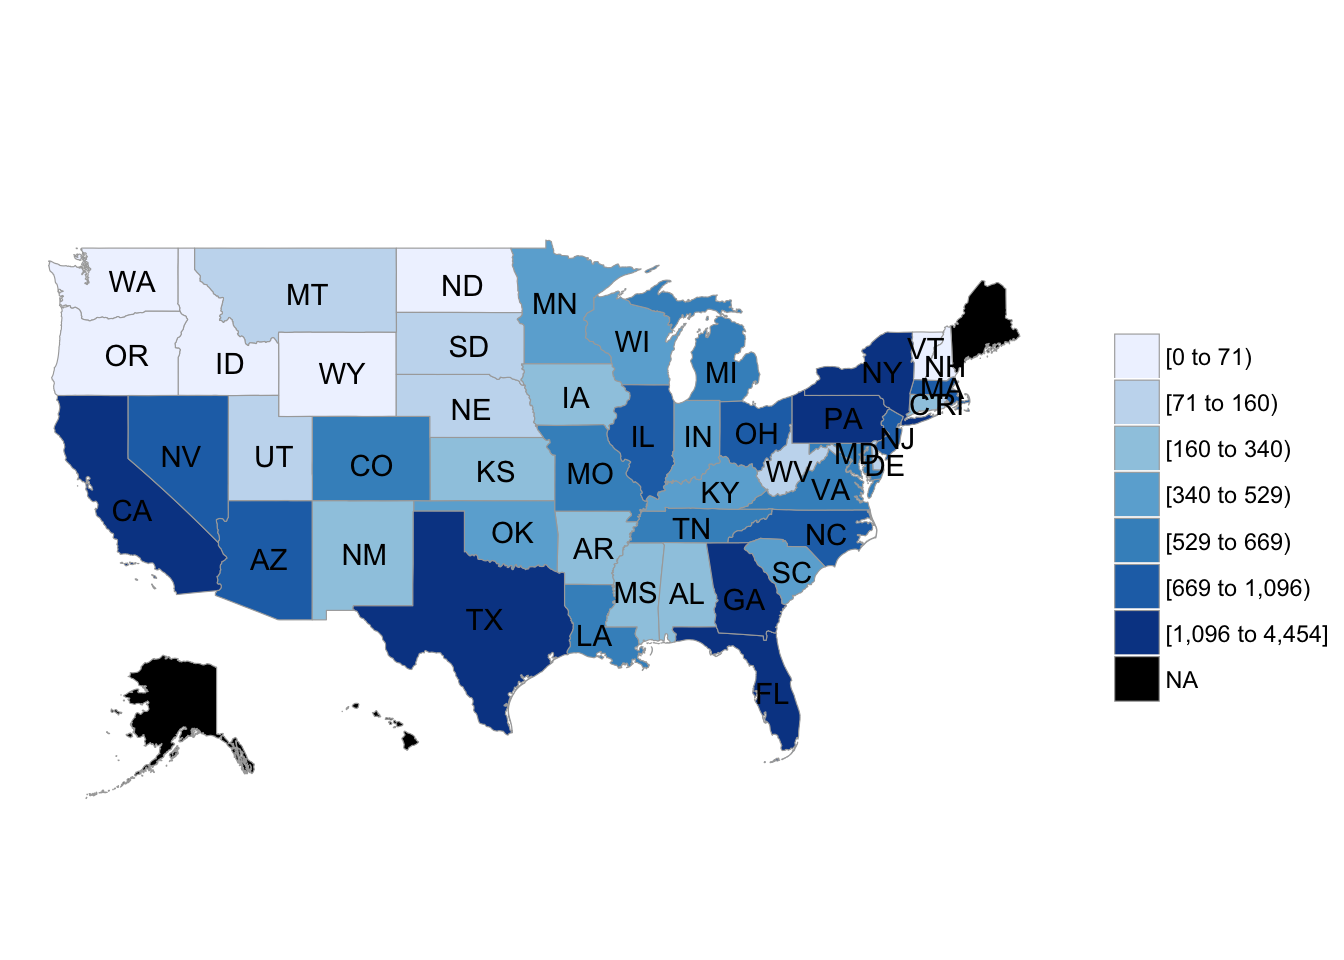 WA
MT
ND
MN
OR
ID
WY
SD
WI
MI
NY
VT
NH
MA
CT
RI
NE
IA
IL
IN
OH
PA
NJ
NV
UT
CO
KS
MO
KY
WV
VA
MD
DE
CA
AZ
NM
OK
AR
TN
NC
SC
TX
LA
MS
AL
GA
FL
[0 to 71)
[71 to 160)
[160 to 340)
[340 to 529)
[529 to 669)
[669 to 1,096)
[1,096 to 4,454]
NA